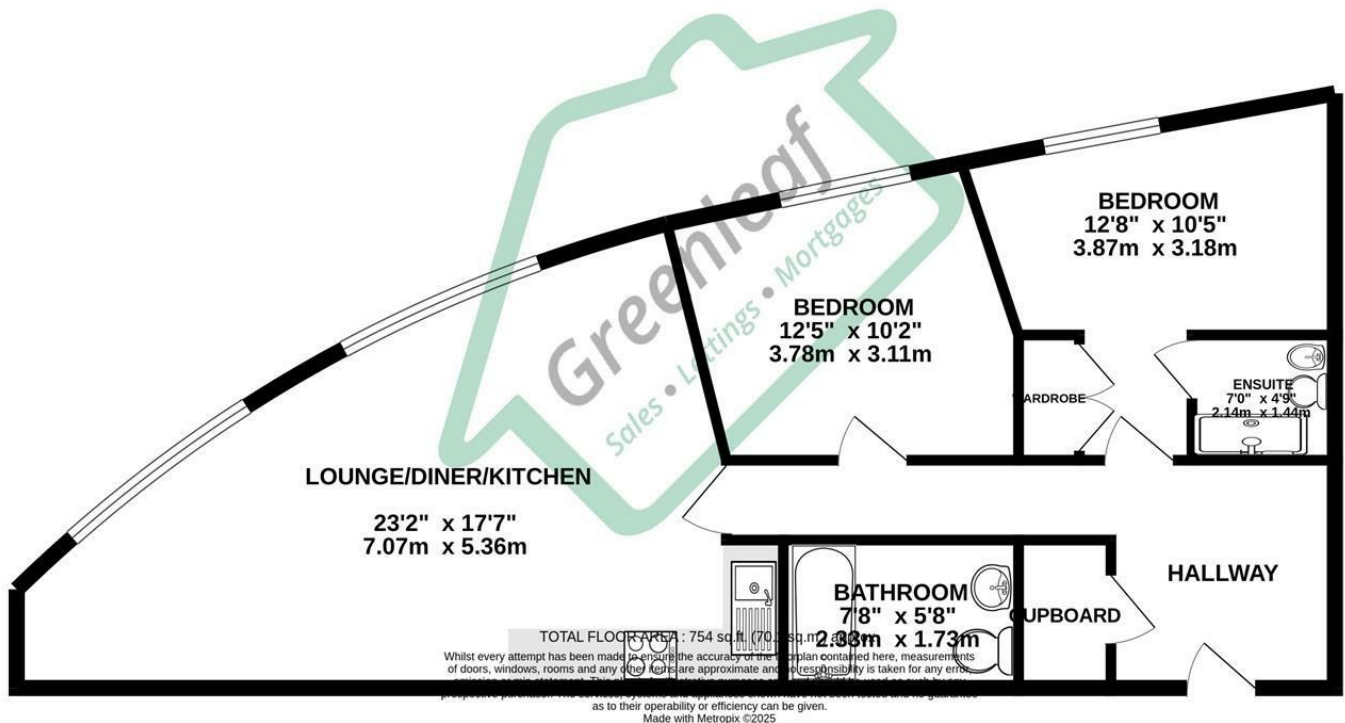 Greenleaf
Sales • Lettings • Mortgages
BEDROOM
12'8" x 10'5"
3.87m x 3.18m
BEDROOM
12'5" x 10'2"
3.78m x 3.11m
WARDROBE
ENSUITE
7'0" x 4'9"
2.14m x 1.44m
LOUNGE/DINER/KITCHEN
23'2" x 17'7"
7.07m x 5.36m
HALLWAY
BATHROOM
7'8" x 5'8"
2.33m x 1.73m
CUPBOARD
TOTAL FLOOR AREA : 754 sq.ft.
Whilst every attempt has been made to ensure the accuracy of the floorplan contained here, measurements
of doors, windows, rooms and any other items are approximate and no responsibility is taken for any error,
as to their operability or efficiency can be given.
Made with Metropix ©2025